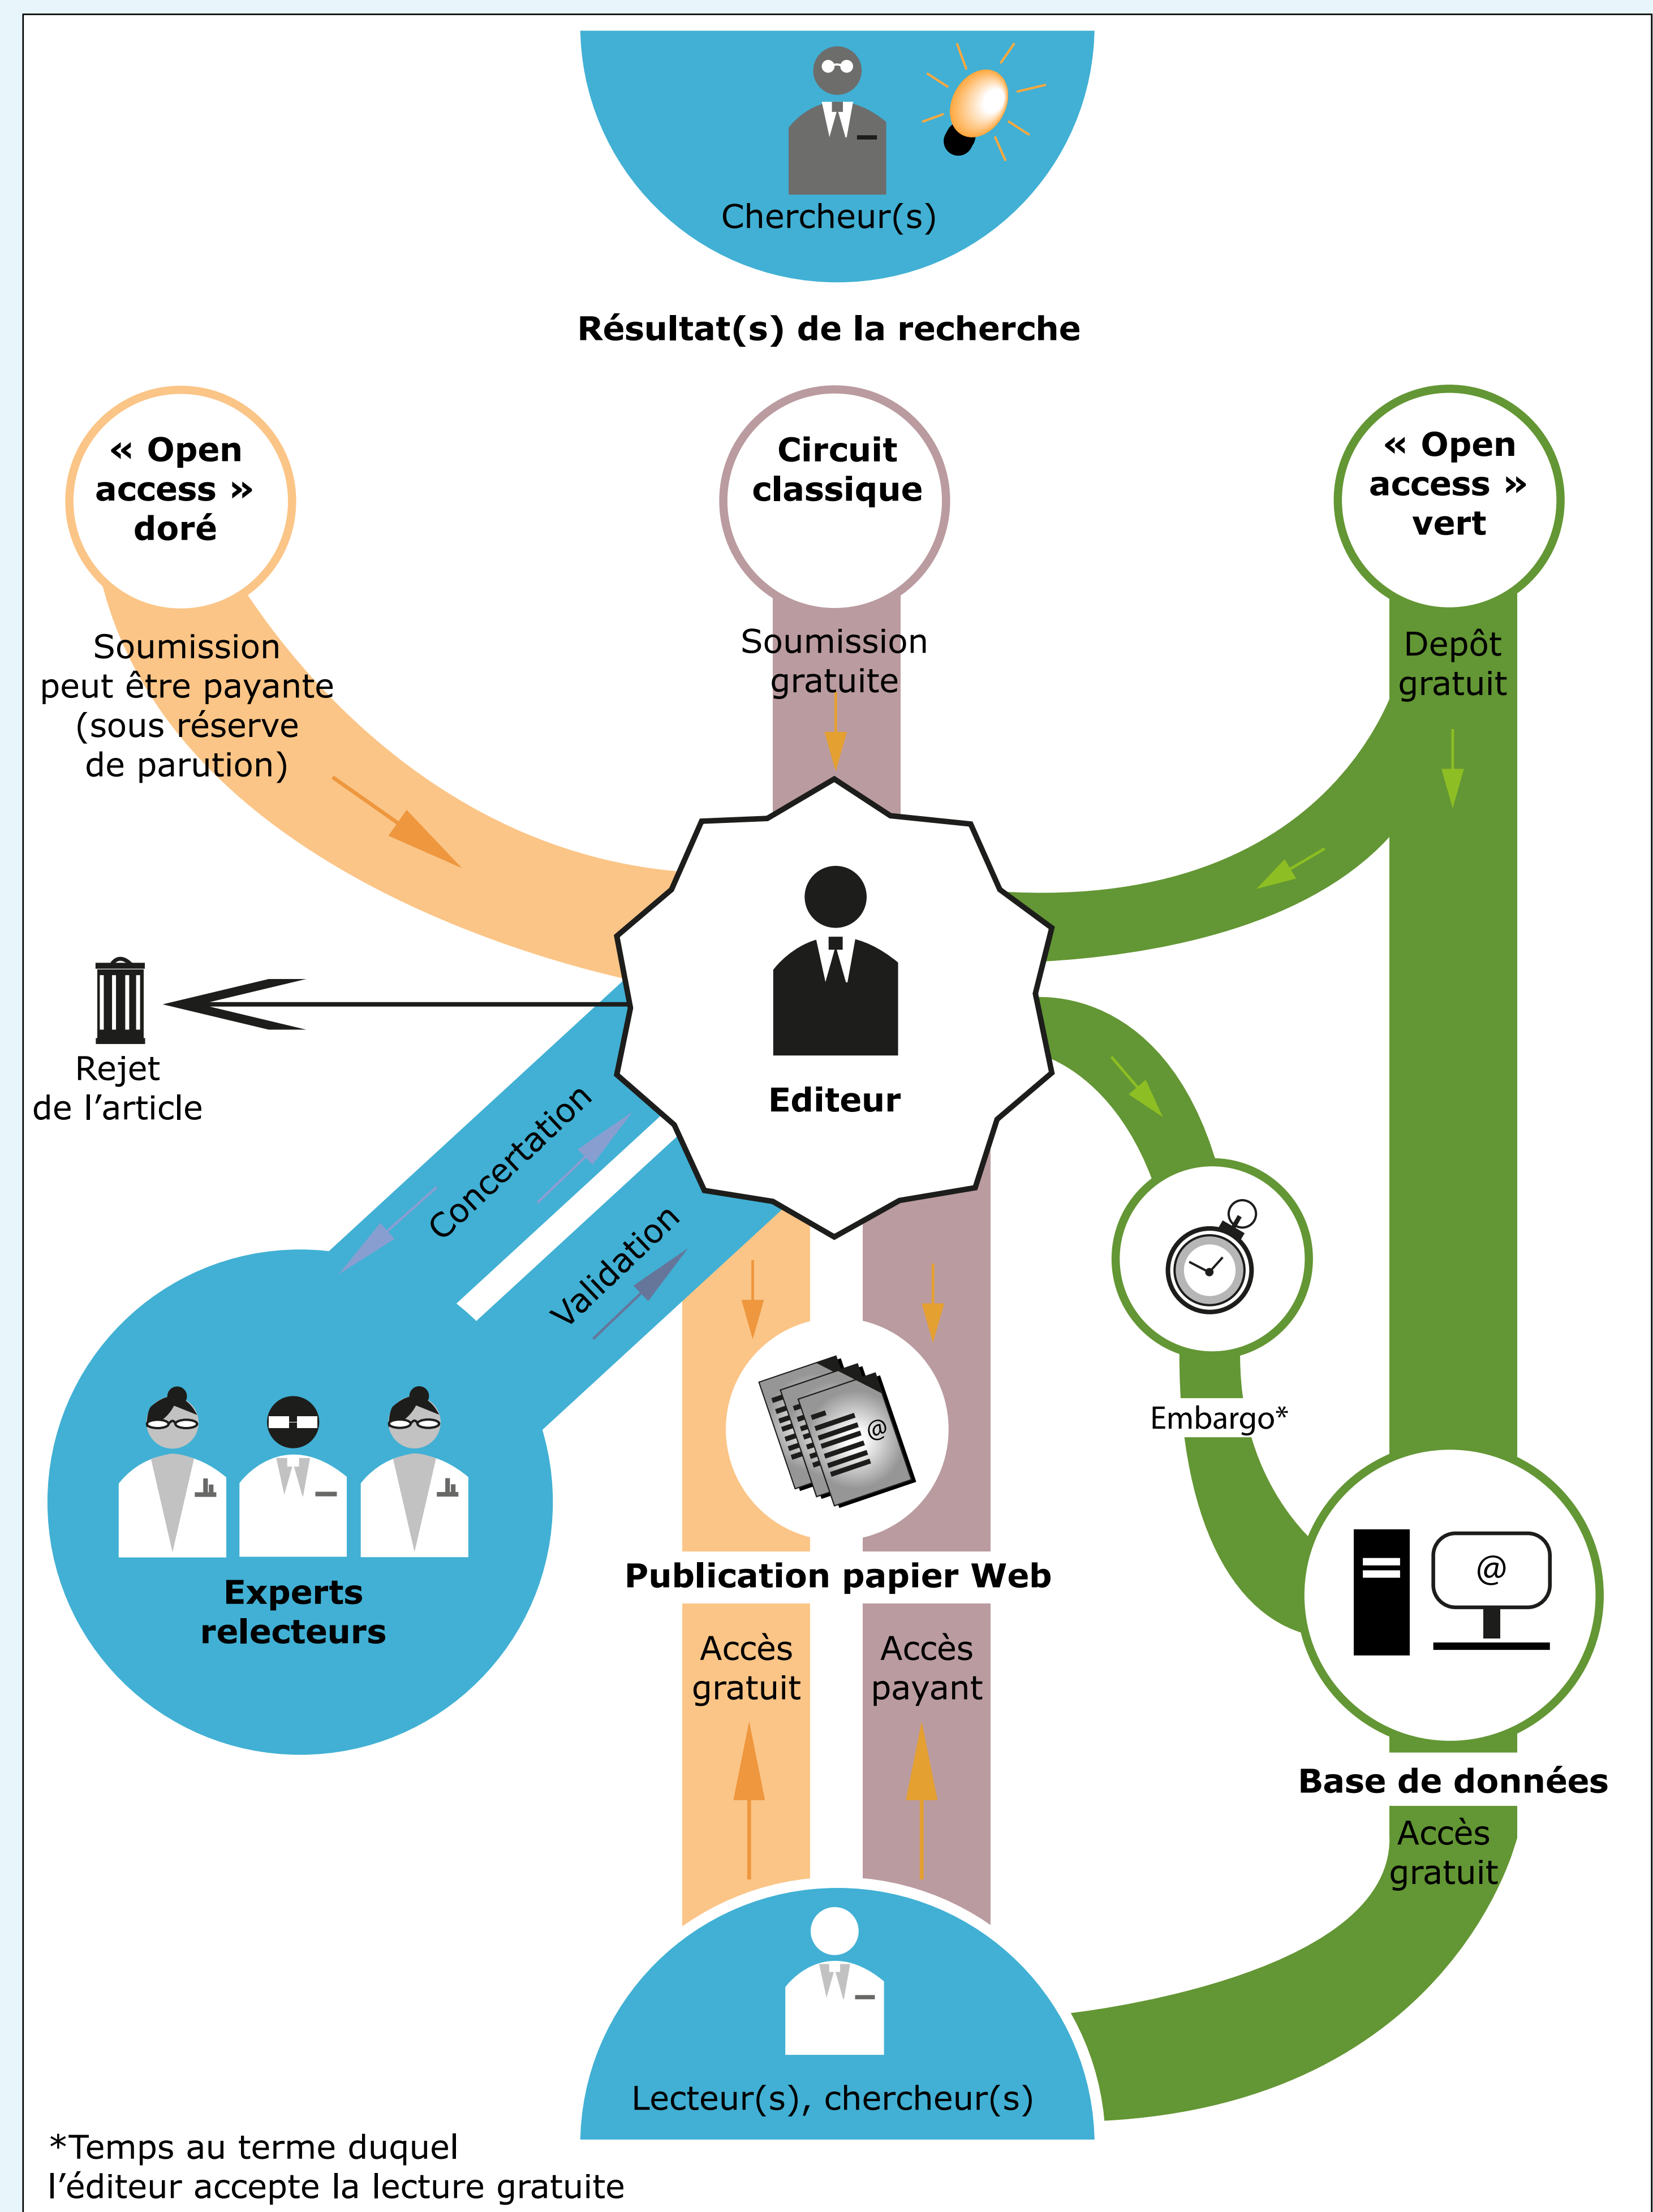 Chercheur(s)
Résultat(s) de la recherche
« Open
access »
doré
Circuit
classique
« Open
access »
vert
Soumission
peut être payante
(sous réserve
de parution)
Soumission
gratuite
Depôt
gratuit
Rejet
de l’article
Editeur
Concertation
Validation
@
Embargo*
Experts
relecteurs
Publication papier Web
@
Accès
gratuit
Accès
payant
Base de données
Accès
gratuit
Lecteur(s), chercheur(s)
*Temps au terme duquel
l’éditeur accepte la lecture gratuite